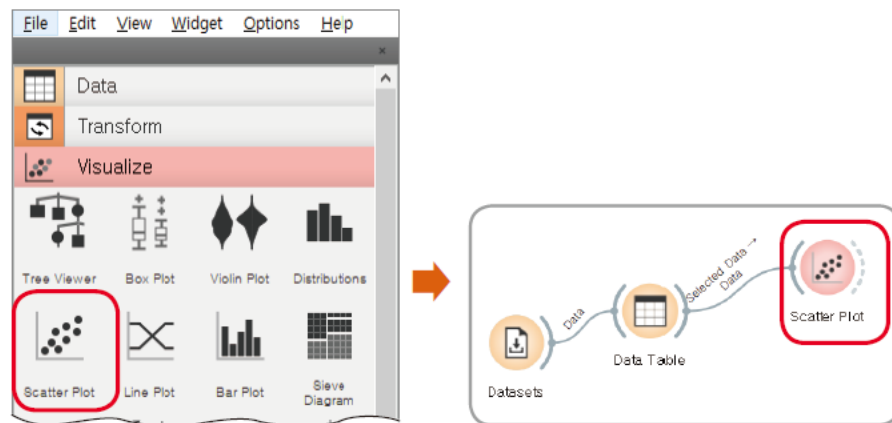 File Edit View Widget Options Help
×
Data
Transform
Visualize
Tree Viewer Box Plot Violin Plot Distributions
Scatter Plot Line Plot Bar Plot Sieve
Diagram
Data
Selected Data →
Data
Scatter Plot
Data Table
Datasets